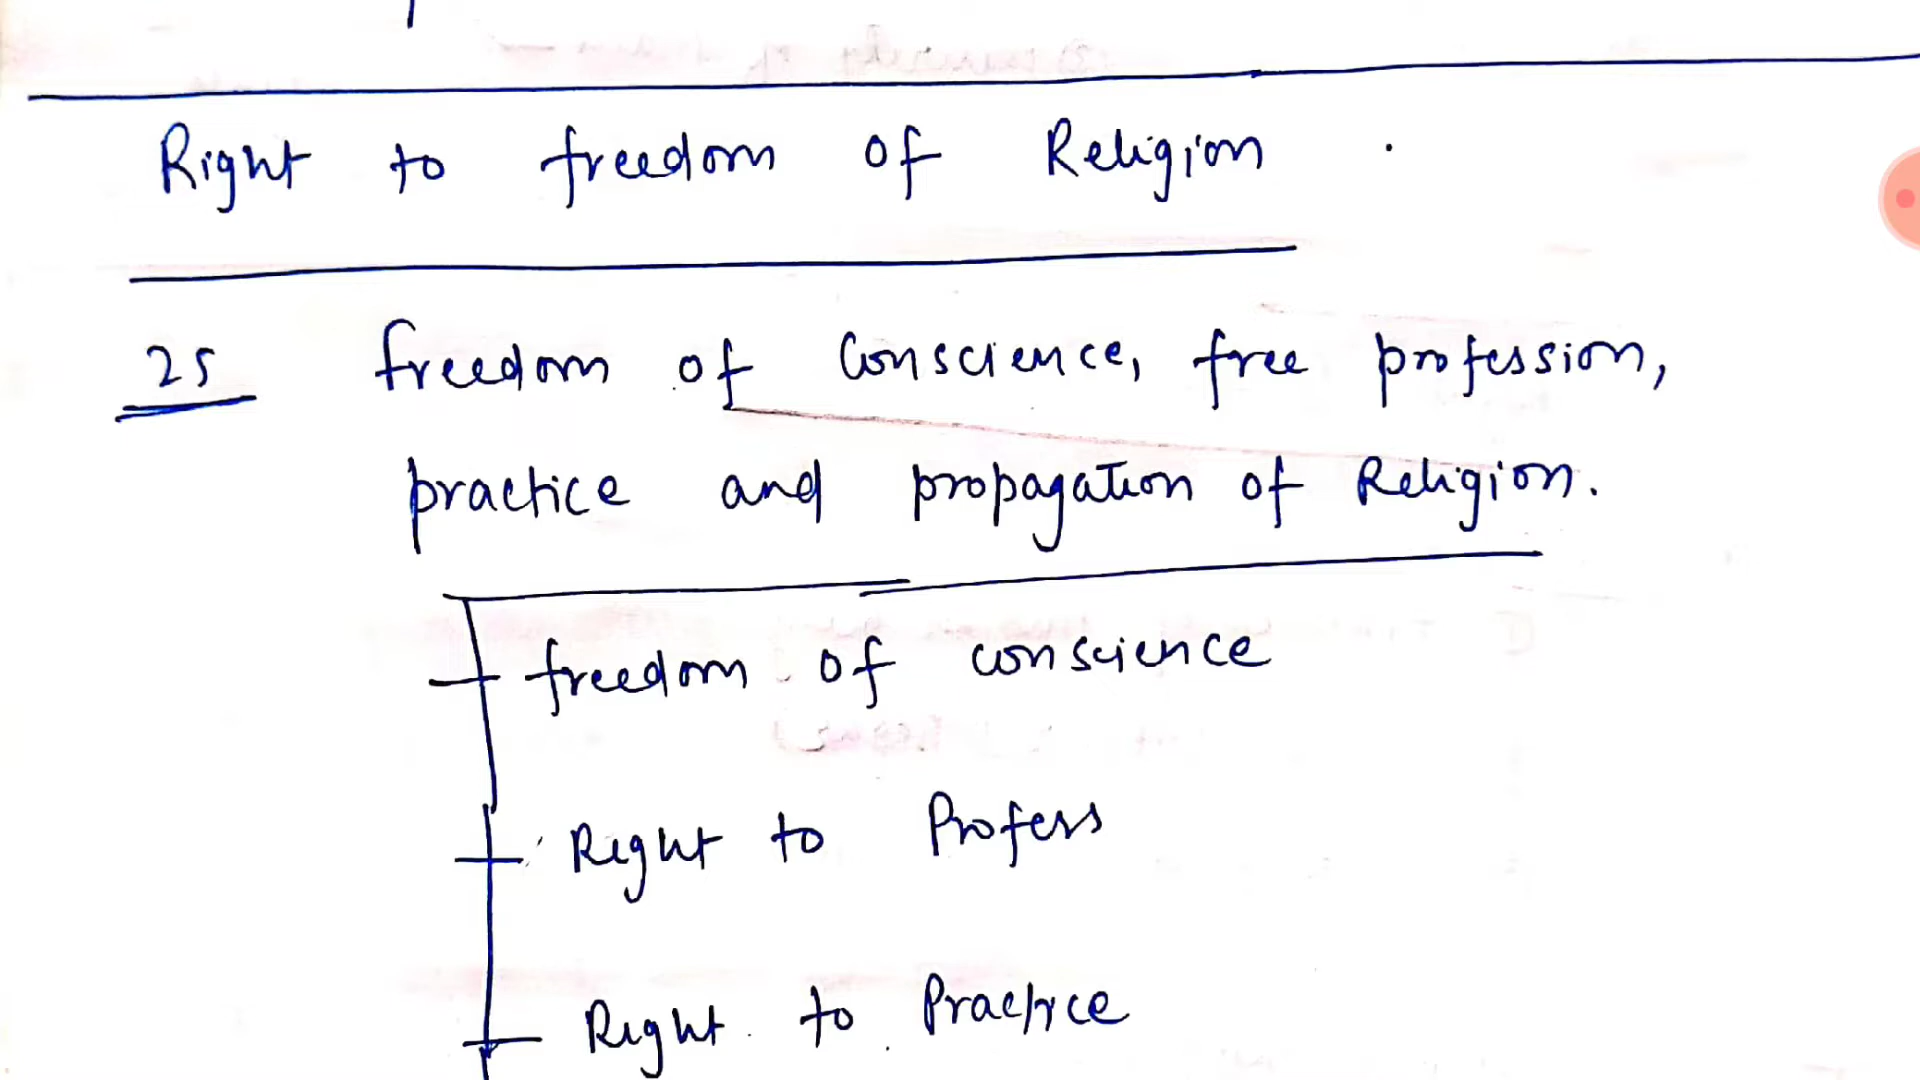 Right to freedom of Religion
25 freedom of Conscience, free profession,
practice and propagation of Religion.
freedom of conscience
Right to Profess
Right to Practice